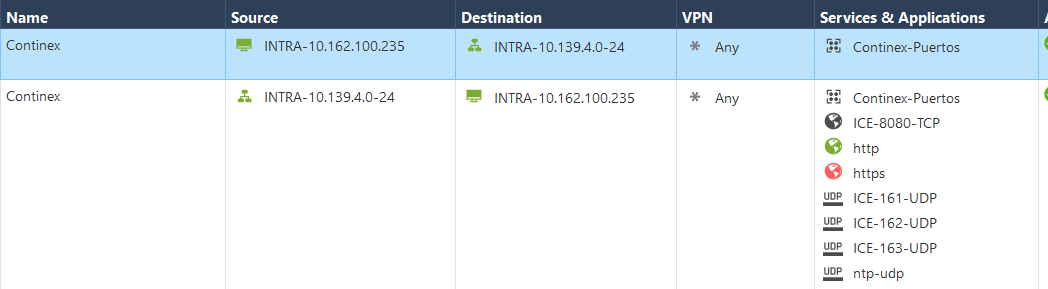 Name Source Destination VPN Services & Applications
Continex INTRA-10.162.100.235 INTRA-10.139.4.0-24 * Any Continex-Puertos
Continex INTRA-10.139.4.0-24 INTRA-10.162.100.235 * Any Continex-Puertos
ICE-8080-TCP
http
https
UDP ICE-161-UDP
UDP ICE-162-UDP
UDP ICE-163-UDP
UDP ntp-udp